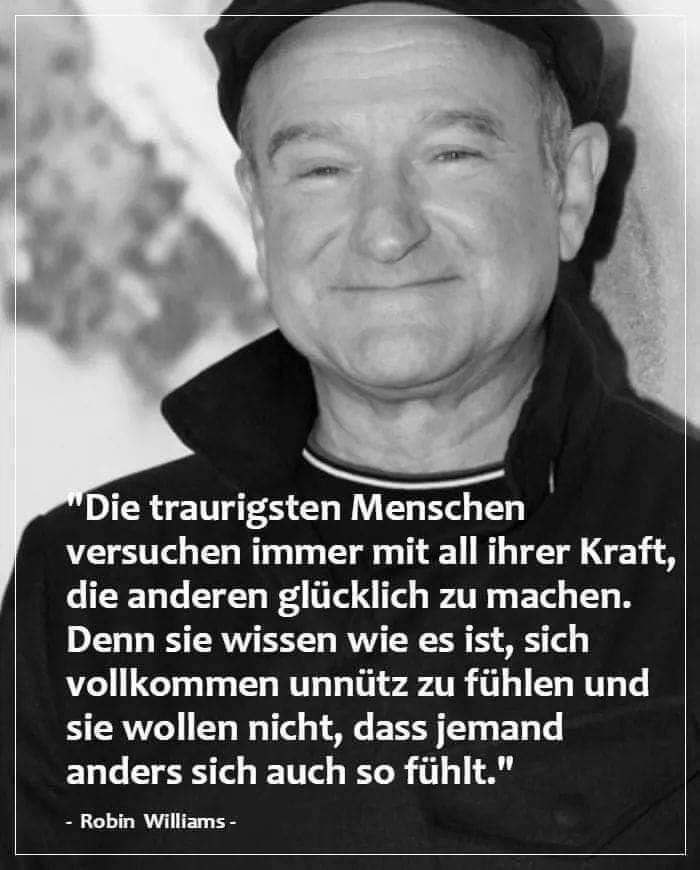 "Die traurigsten Menschen
versuchen immer mit all ihrer Kraft,
die anderen glücklich zu machen.
Denn sie wissen wie es ist, sich
vollkommen unnütz zu fühlen und
sie wollen nicht, dass jemand
anders sich auch so fühlt."
- Robin Williams -